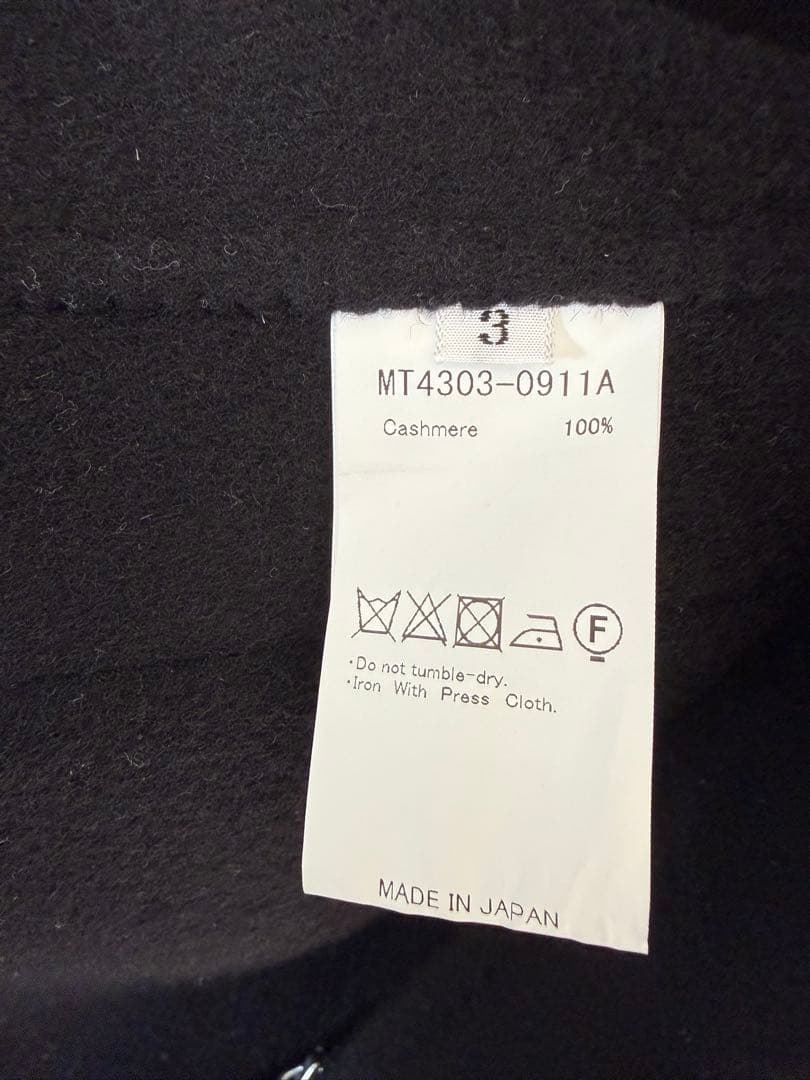 3
MT4303-0911A
Cashmere 100%
F
·Do not tumble-dry.
·Iron With Press Cloth.
MADE IN JAPAN